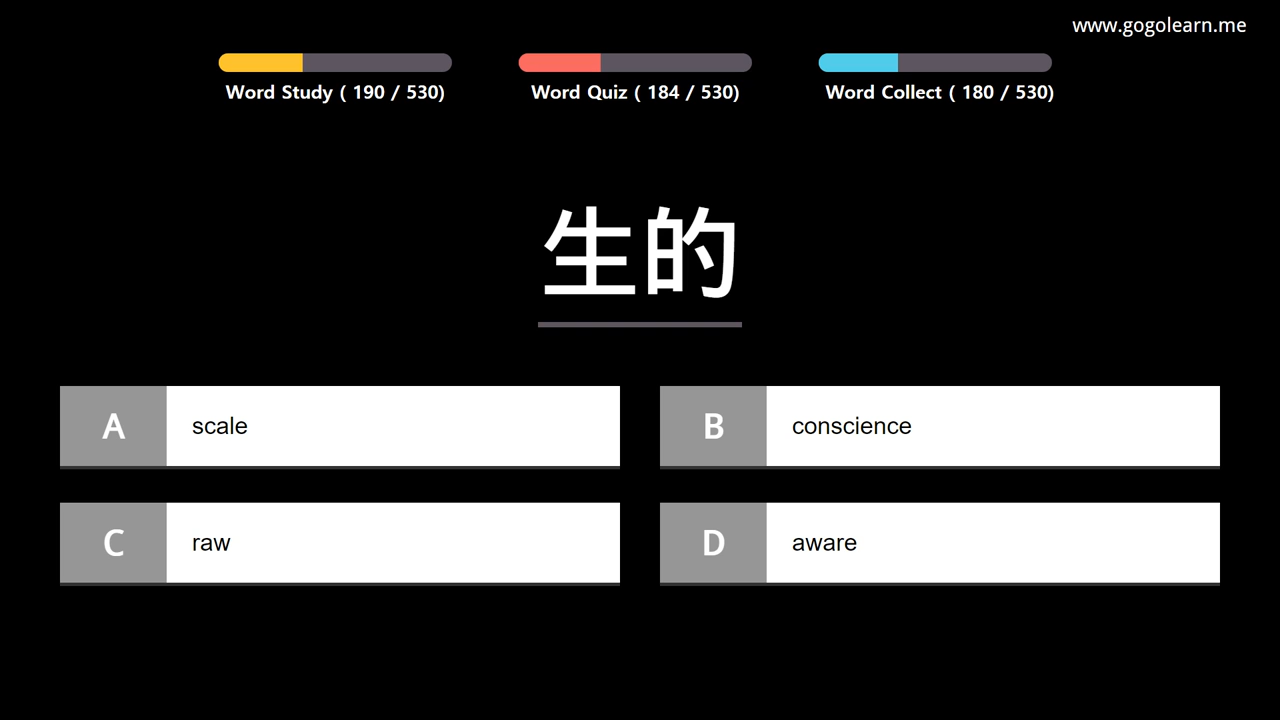 www.gogolearn.me
Word Study ( 190 / 530)
Word Quiz ( 184 / 530)
Word Collect ( 180 / 530)
生的
A scale
B conscience
C raw
D aware